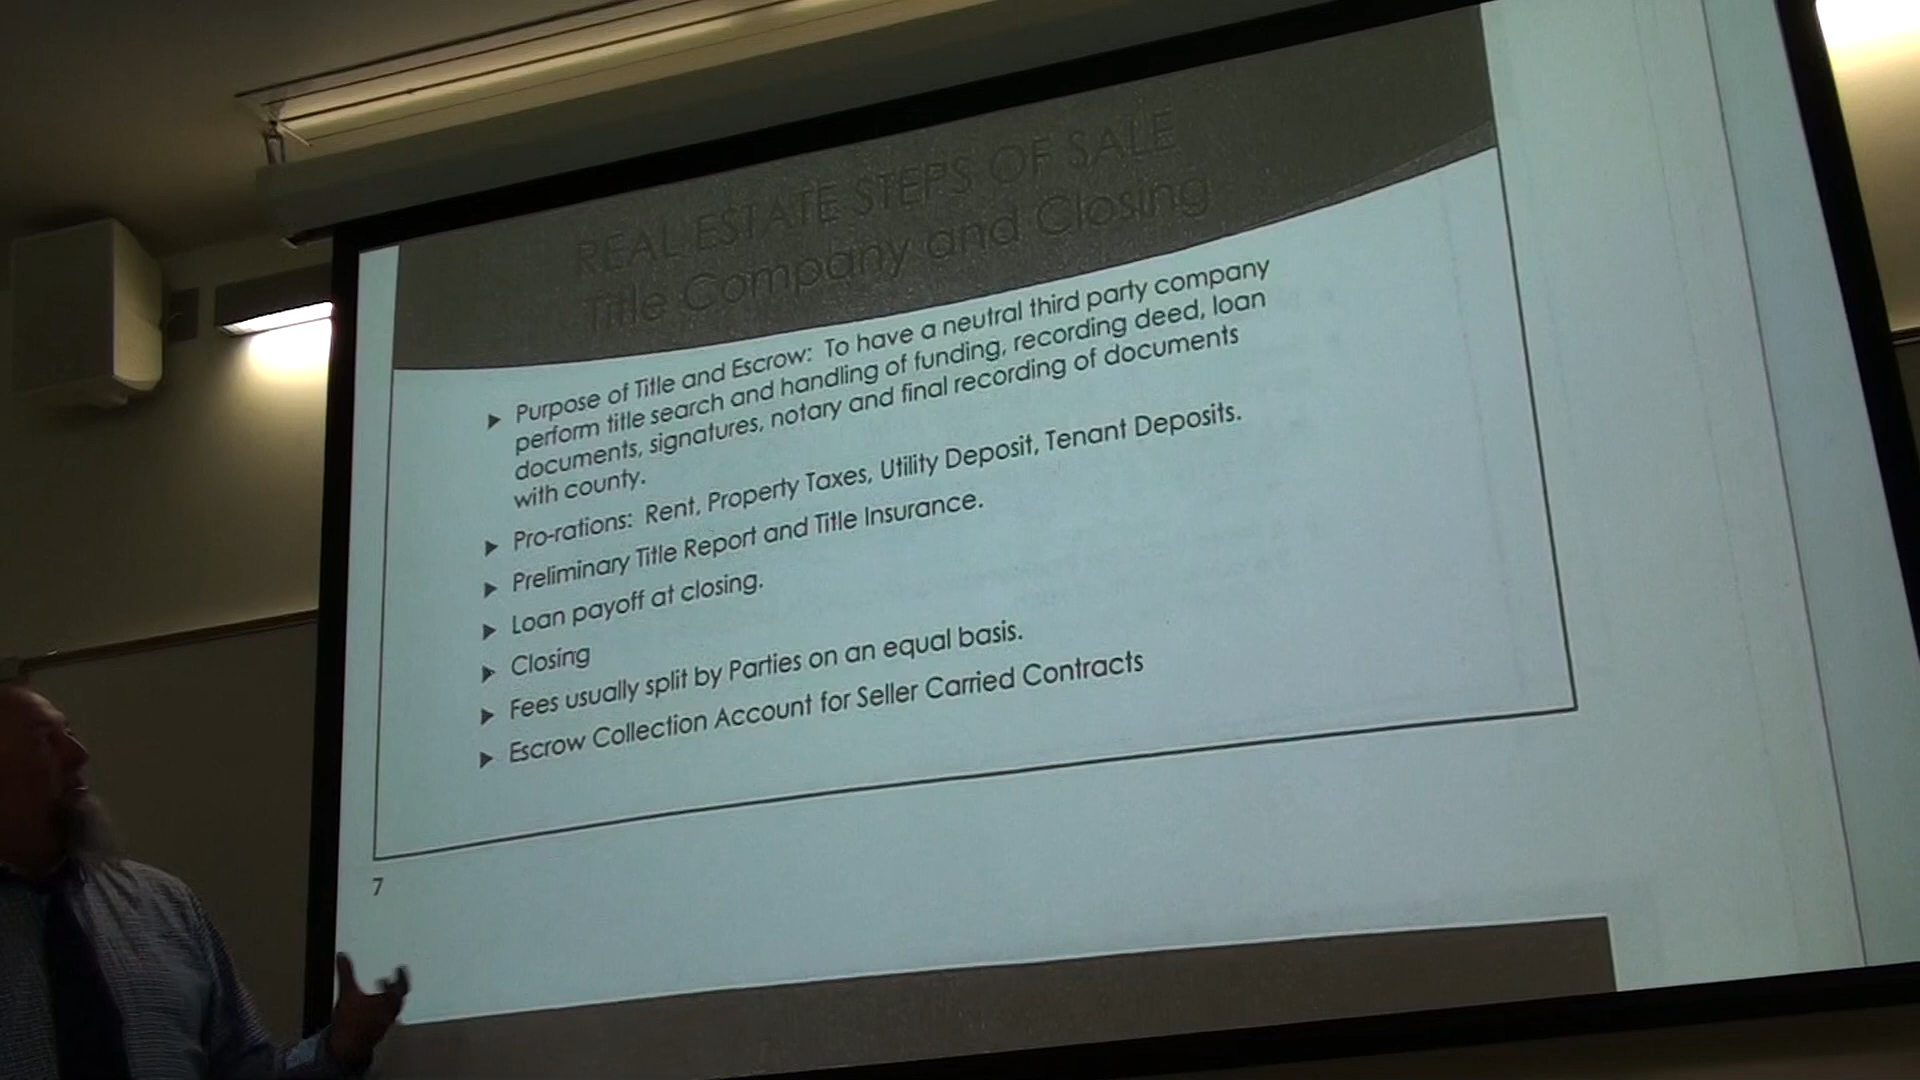 REAL ESTATE STEPS OF SALE
Title Company and Closing
Purpose of Title and Escrow: To have a neutral third party company
perform title search and handling of funding, recording deed, loan
documents, signatures, notary and final recording of documents
with county.
Pro-rations: Rent, Property Taxes, Utility Deposit, Tenant Deposits.
Preliminary Title Report and Title Insurance.
Loan payoff at closing.
Closing
Fees usually split by Parties on an equal basis.
Escrow Collection Account for Seller Carried Contracts
7